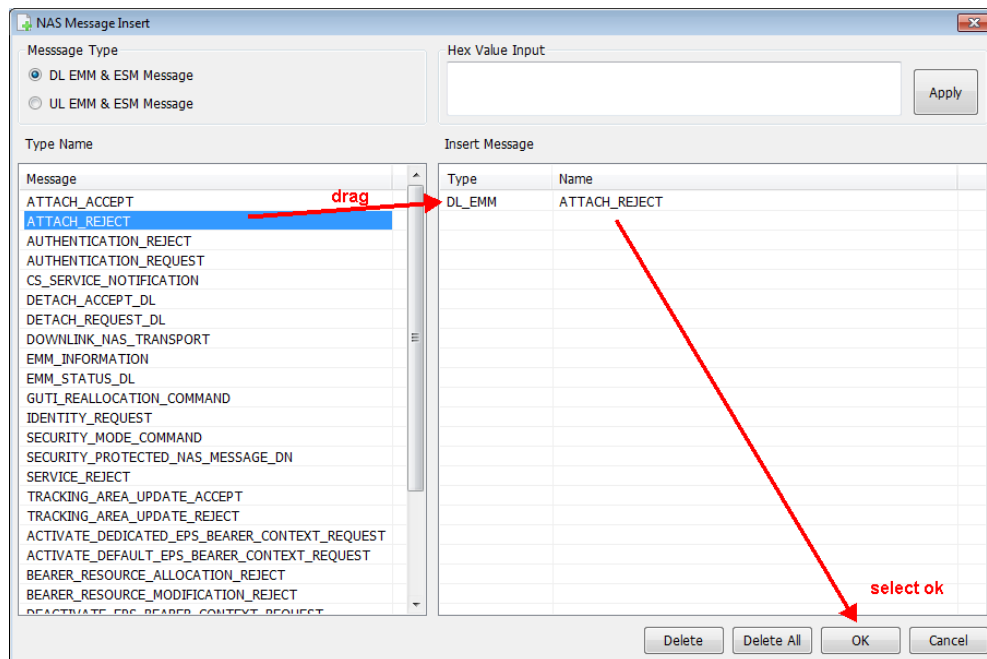 NAS Message Insert
Messsage Type
DL EMM & ESM Message
UL EMM & ESM Message
Hex Value Input
Apply
Type Name
Message
ATTACH_ACCEPT
ATTACH_REJECT
AUTHENTICATION_REJECT
AUTHENTICATION_REQUEST
CS_SERVICE_NOTIFICATION
DETACH_ACCEPT_DL
DETACH_REQUEST_DL
DOWNLINK_NAS_TRANSPORT
EMM_INFORMATION
EMM_STATUS_DL
GUTI_REALLOCATION_COMMAND
IDENTITY_REQUEST
SECURITY_MODE_COMMAND
SECURITY_PROTECTED_NAS_MESSAGE_DN
SERVICE_REJECT
TRACKING_AREA_UPDATE_ACCEPT
TRACKING_AREA_UPDATE_REJECT
ACTIVATE_DEDICATED_EPS_BEARER_CONTEXT_REQUEST
ACTIVATE_DEFAULT_EPS_BEARER_CONTEXT_REQUEST
BEARER_RESOURCE_ALLOCATION_REJECT
BEARER_RESOURCE_MODIFICATION_REJECT
DEACTIVATE_EPS_BEARER_CONTEXT_REQUEST
drag
Insert Message
Type Name
DL_EMM ATTACH_REJECT
select ok
Delete Delete All OK Cancel